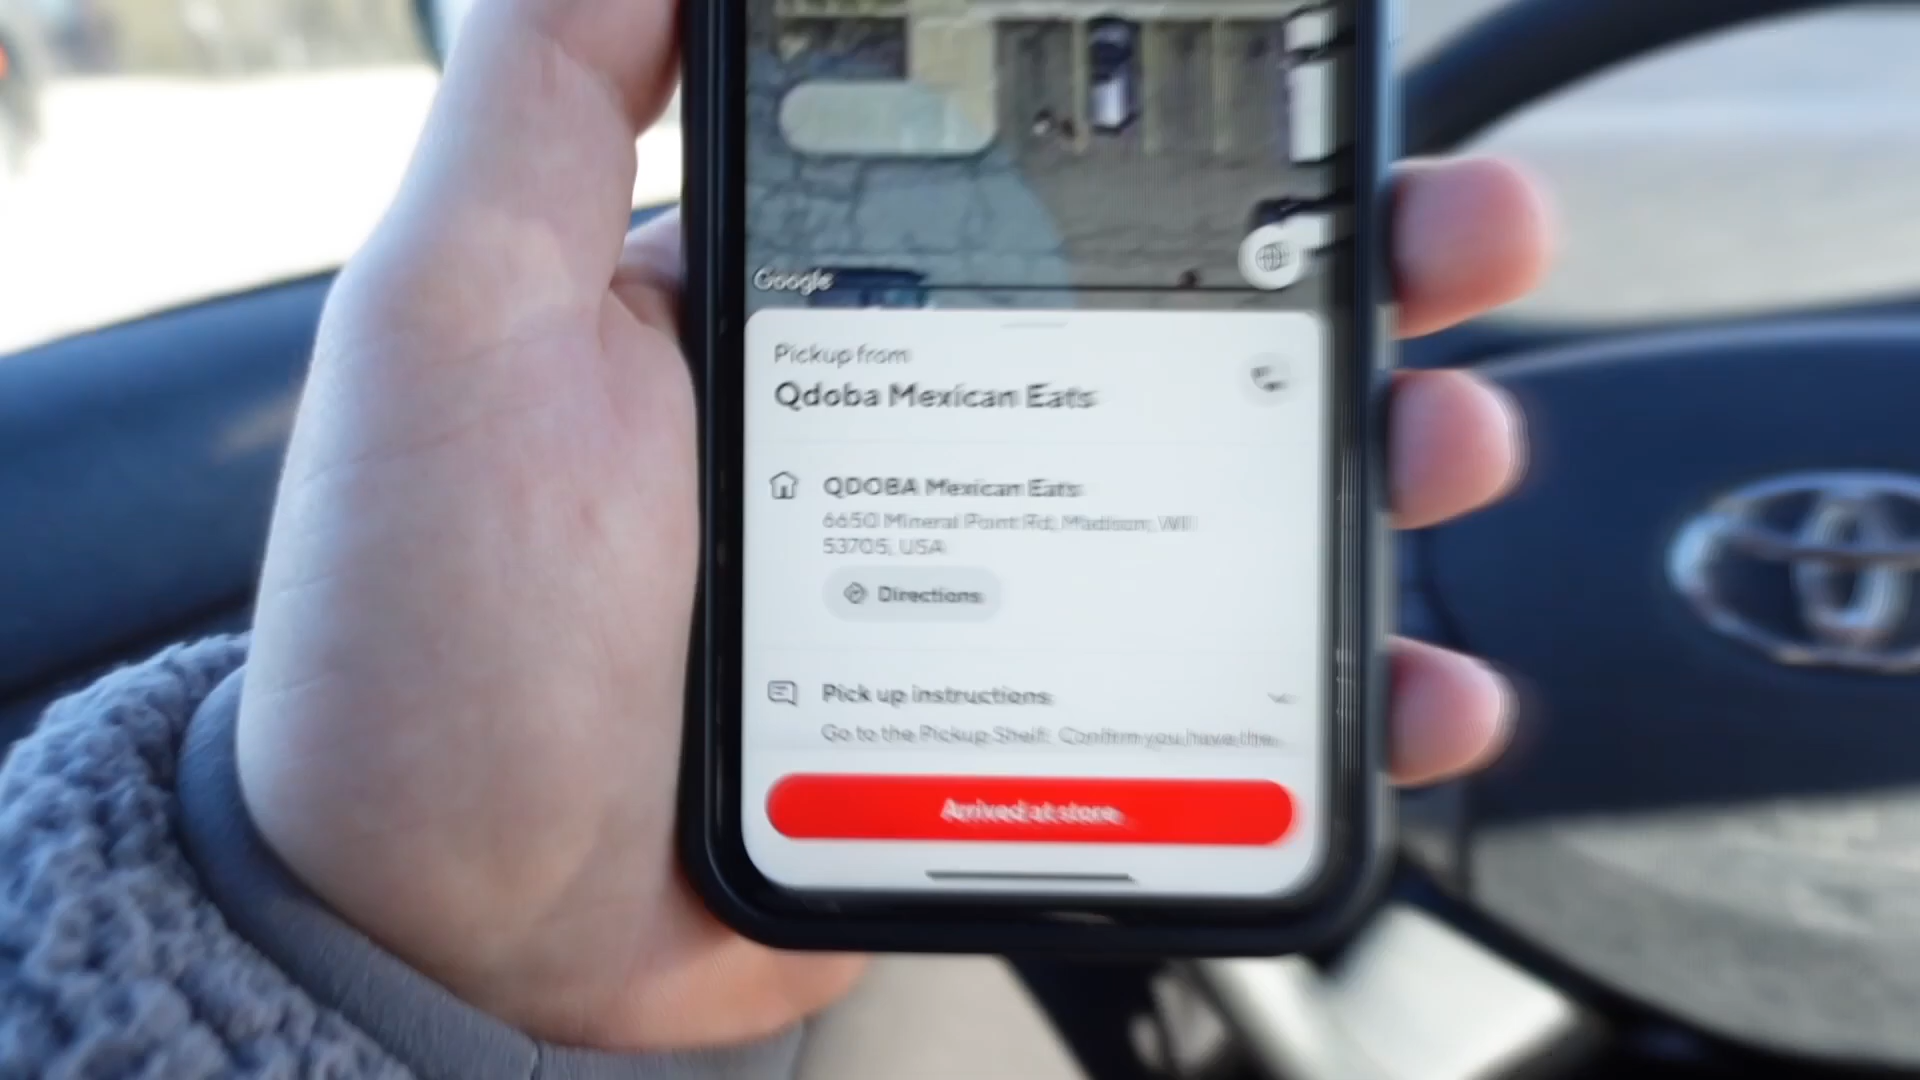 Google
Pickup from
Qdoba Mexican Eats
QDOBA Mexican Eats
6650 Mineral Point Rd, Madison, WI
53705, USA
Directions
Pick up instructions
Go to the Pickup Shelf. Confirm you have the...
Arrived at store